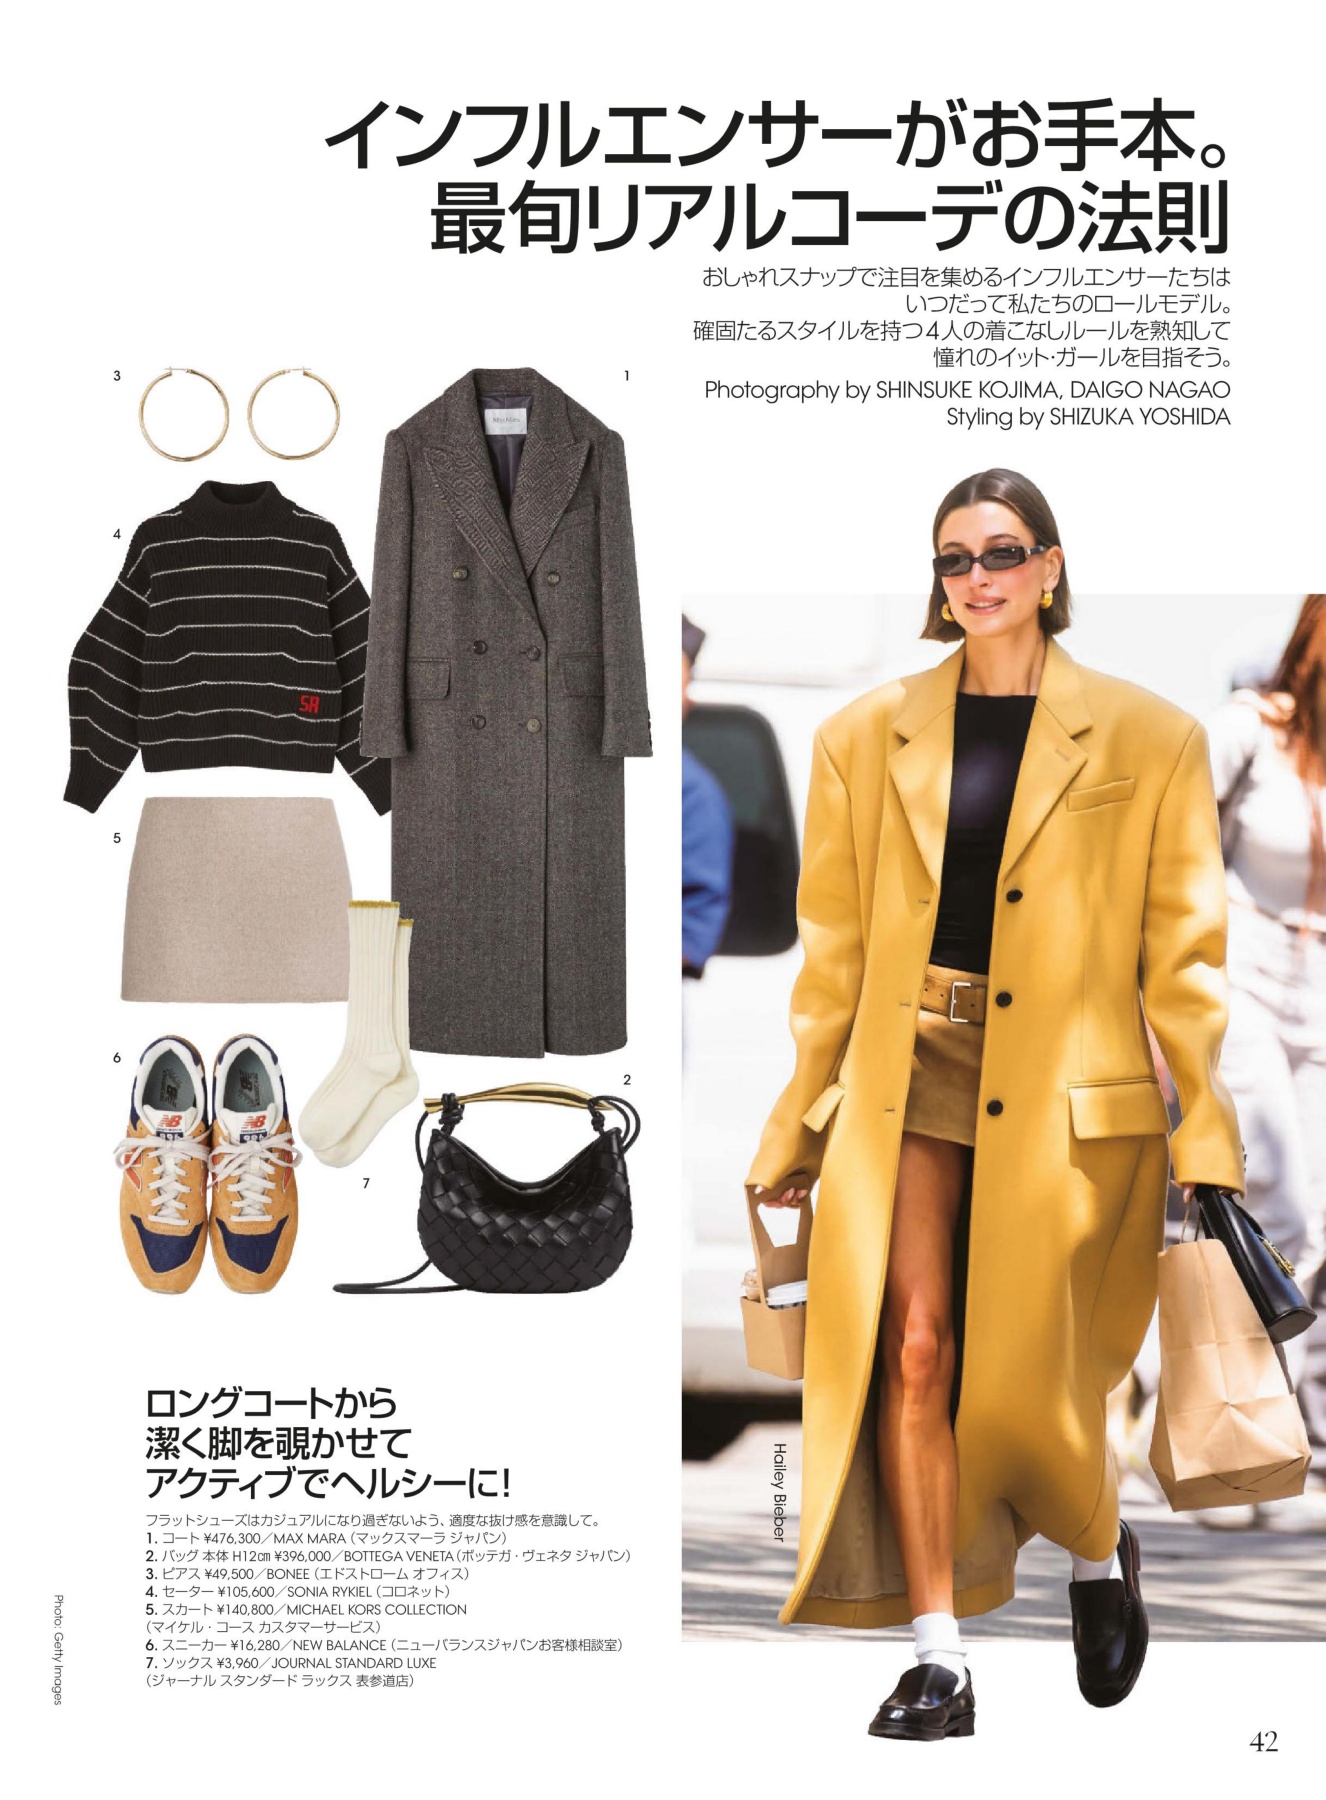 インフルエンサーがお手本。
最旬リアルコーデの法則
おしゃれスナップで注目を集めるインフルエンサーたちは
いつだって私たちのロールモデル。
確固たるスタイルを持つ4人の着こなしルールを熟知して
憧れのイット・ガールを目指そう。
Photography by SHINSUKE KOJIMA, DAIGO NAGAO
Styling by SHIZUKA YOSHIDA
3
1
MaxMara
4
SR
5
6
2
NB
996
NB
996
7
Hailey Bieber
ロングコートから
潔く脚を覗かせて
アクティブでヘルシーに!
フラットシューズはカジュアルになり過ぎないよう、適度な抜け感を意識して。
1. コート ¥476,300/MAX MARA(マックスマーラ ジャパン)
2. バッグ 本体 H12㎝ ¥396,000/BOTTEGA VENETA(ボッテガ・ヴェネタ ジャパン)
3. ピアス ¥49,500/BONEE(エドストローム オフィス)
4. セーター ¥105,600/SONIA RYKIEL(コロネット)
5. スカート ¥140,800/MICHAEL KORS COLLECTION
(マイケル・コース カスタマーサービス)
6. スニーカー ¥16,280/NEW BALANCE(ニューバランスジャパンお客様相談室)
7. ソックス ¥3,960/JOURNAL STANDARD LUXE
(ジャーナル スタンダード ラックス 表参道店)
Photo: Getty Images
42